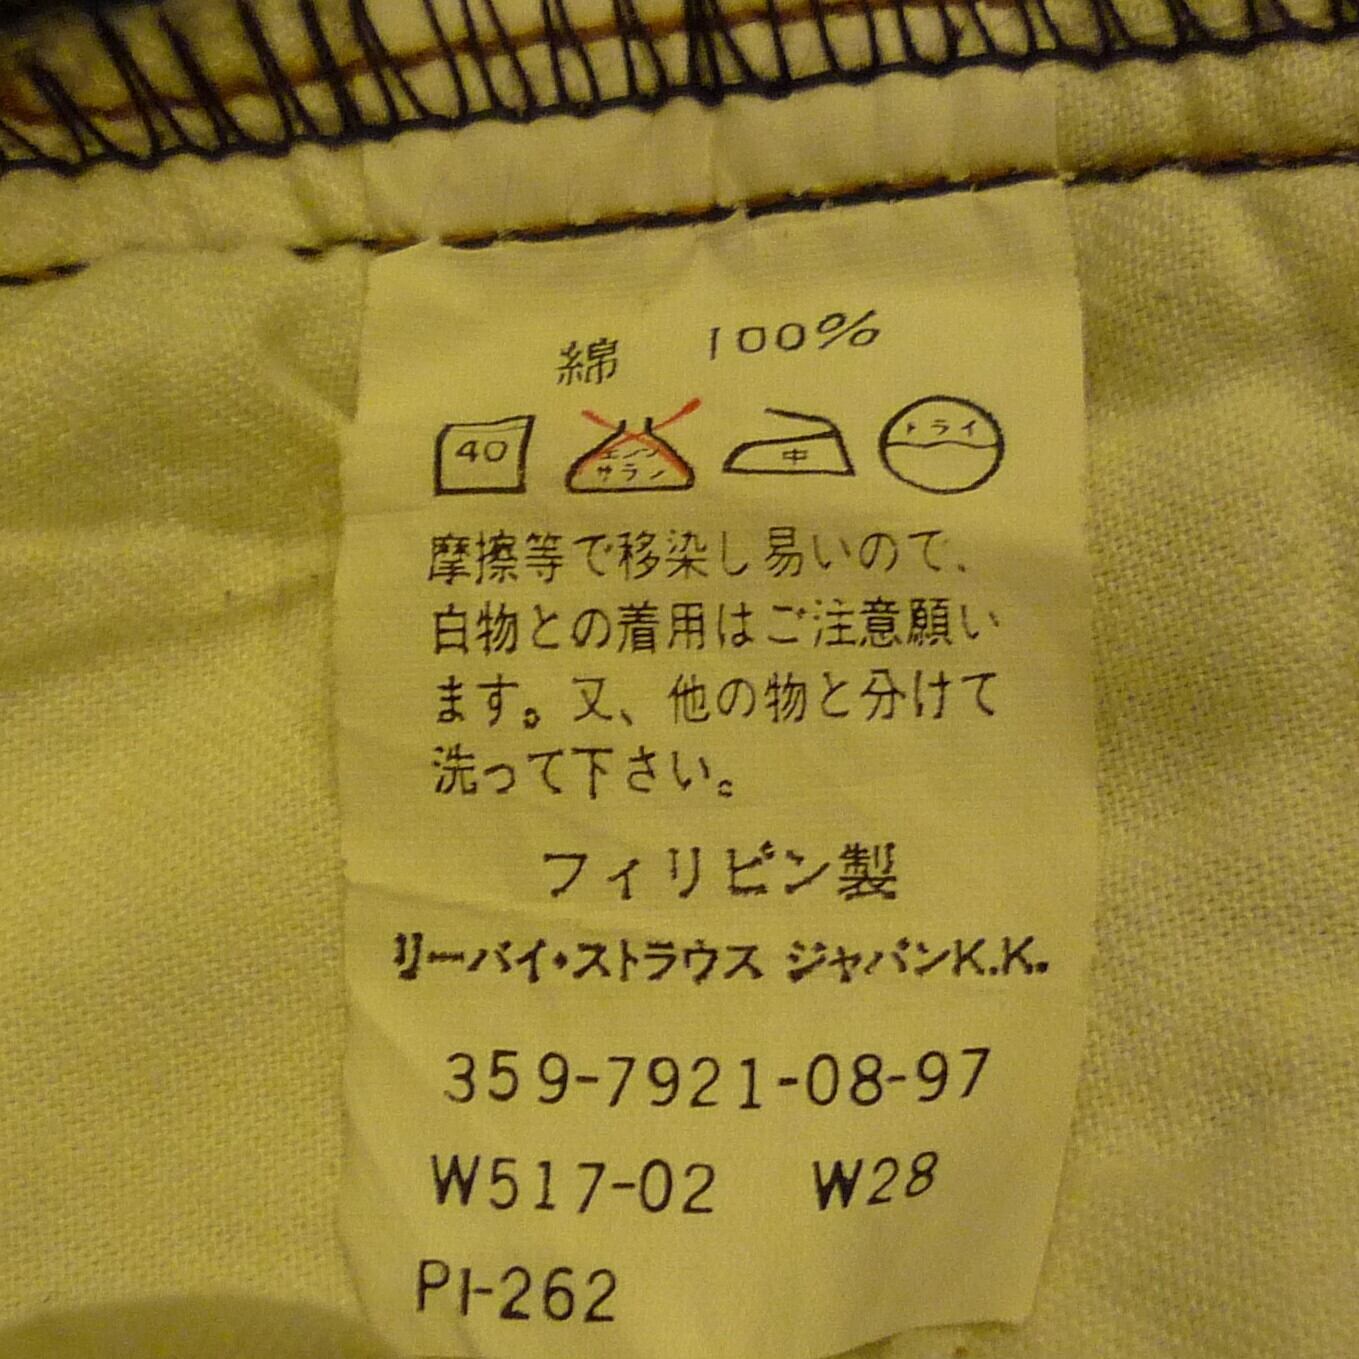 綿 100%
40 エンソ サラシ 中 ドライ
摩擦等で移染し易いので、
白物との着用はご注意願い
ます。又、他の物と分けて
洗って下さい。
フィリピン製
リーバイ・ストラウス ジャパンK.K.
359-7921-08-97
W517-02 W28
PI-262